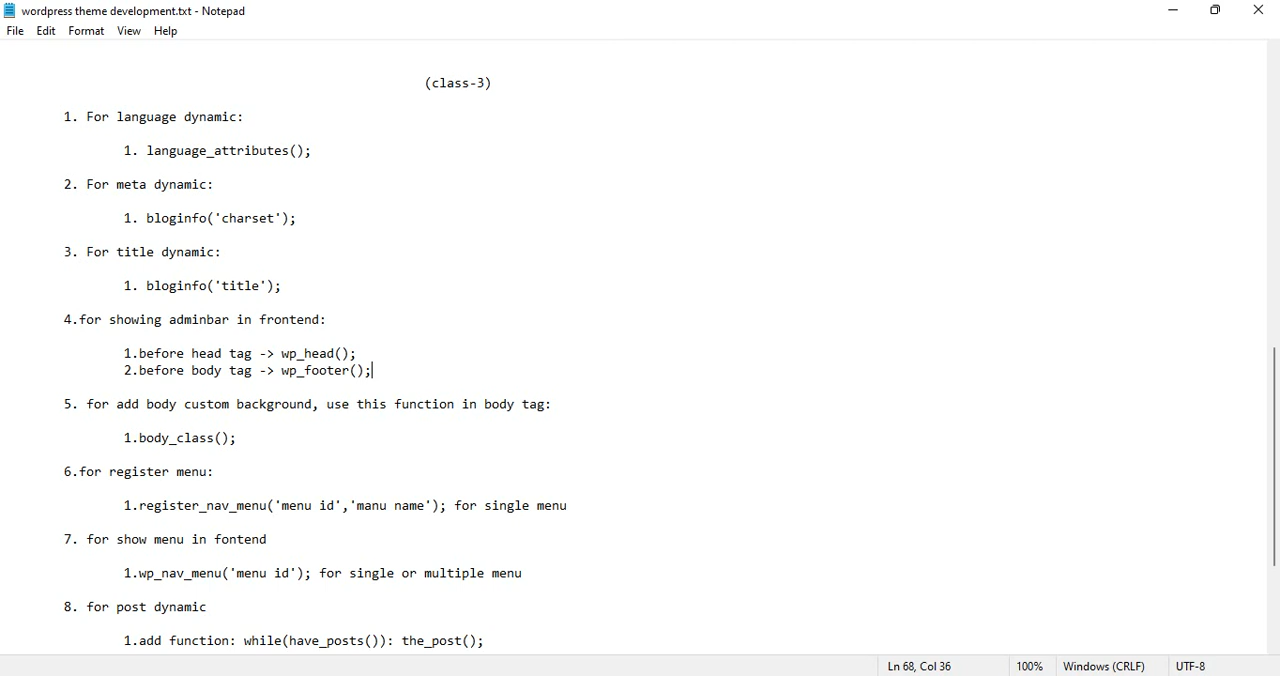 wordpress theme development.txt - Notepad
File Edit Format View Help
(class-3)
1. For language dynamic:
1. language_attributes();
2. For meta dynamic:
1. bloginfo('charset');
3. For title dynamic:
1. bloginfo('title');
4.for showing adminbar in frontend:
1.before head tag -> wp_head();
2.before body tag -> wp_footer();
5. for add body custom background, use this function in body tag:
1.body_class();
6.for register menu:
1.register_nav_menu('menu id','manu name'); for single menu
7. for show menu in fontend
1.wp_nav_menu('menu id'); for single or multiple menu
8. for post dynamic
1.add function: while(have_posts()): the_post();
Ln 68, Col 36 100% Windows (CRLF) UTF-8